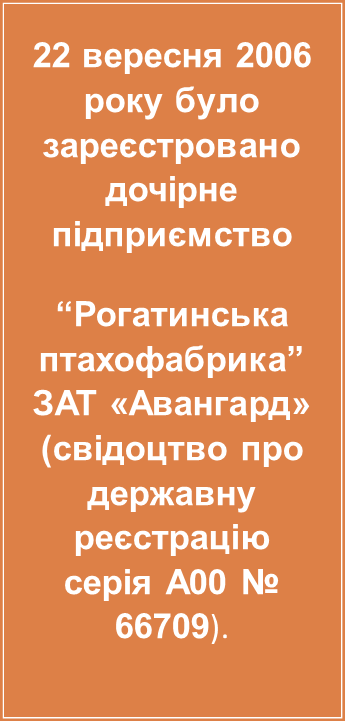 22 вересня 2006
року було
зареєстровано
дочірне
підприємство
“Рогатинська
птахофабрика”
ЗАТ «Авангард»
(свідоцтво про
державну
реєстрацію
серія А00 №
66709).